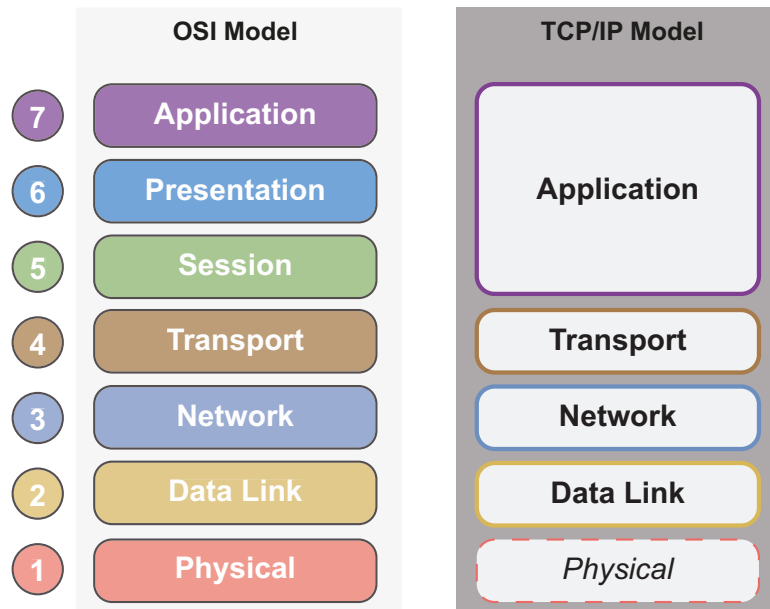 OSI Model
TCP/IP Model
7
Application
6
Presentation
5
Session
4
Transport
3
Network
2
Data Link
1
Physical
Application
Transport
Network
Data Link
Physical